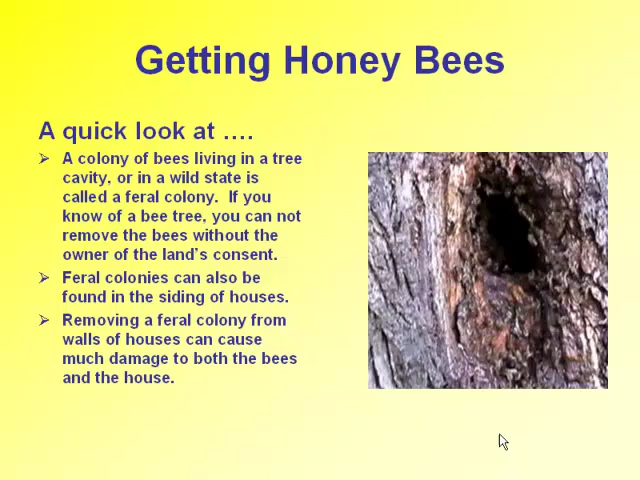 Getting Honey Bees
A quick look at ….
A colony of bees living in a tree
cavity, or in a wild state is
called a feral colony.  If you
know of a bee tree, you can not
remove the bees without the
owner of the land's consent.
Feral colonies can also be
found in the siding of houses.
Removing a feral colony from
walls of houses can cause
much damage to both the bees
and the house.